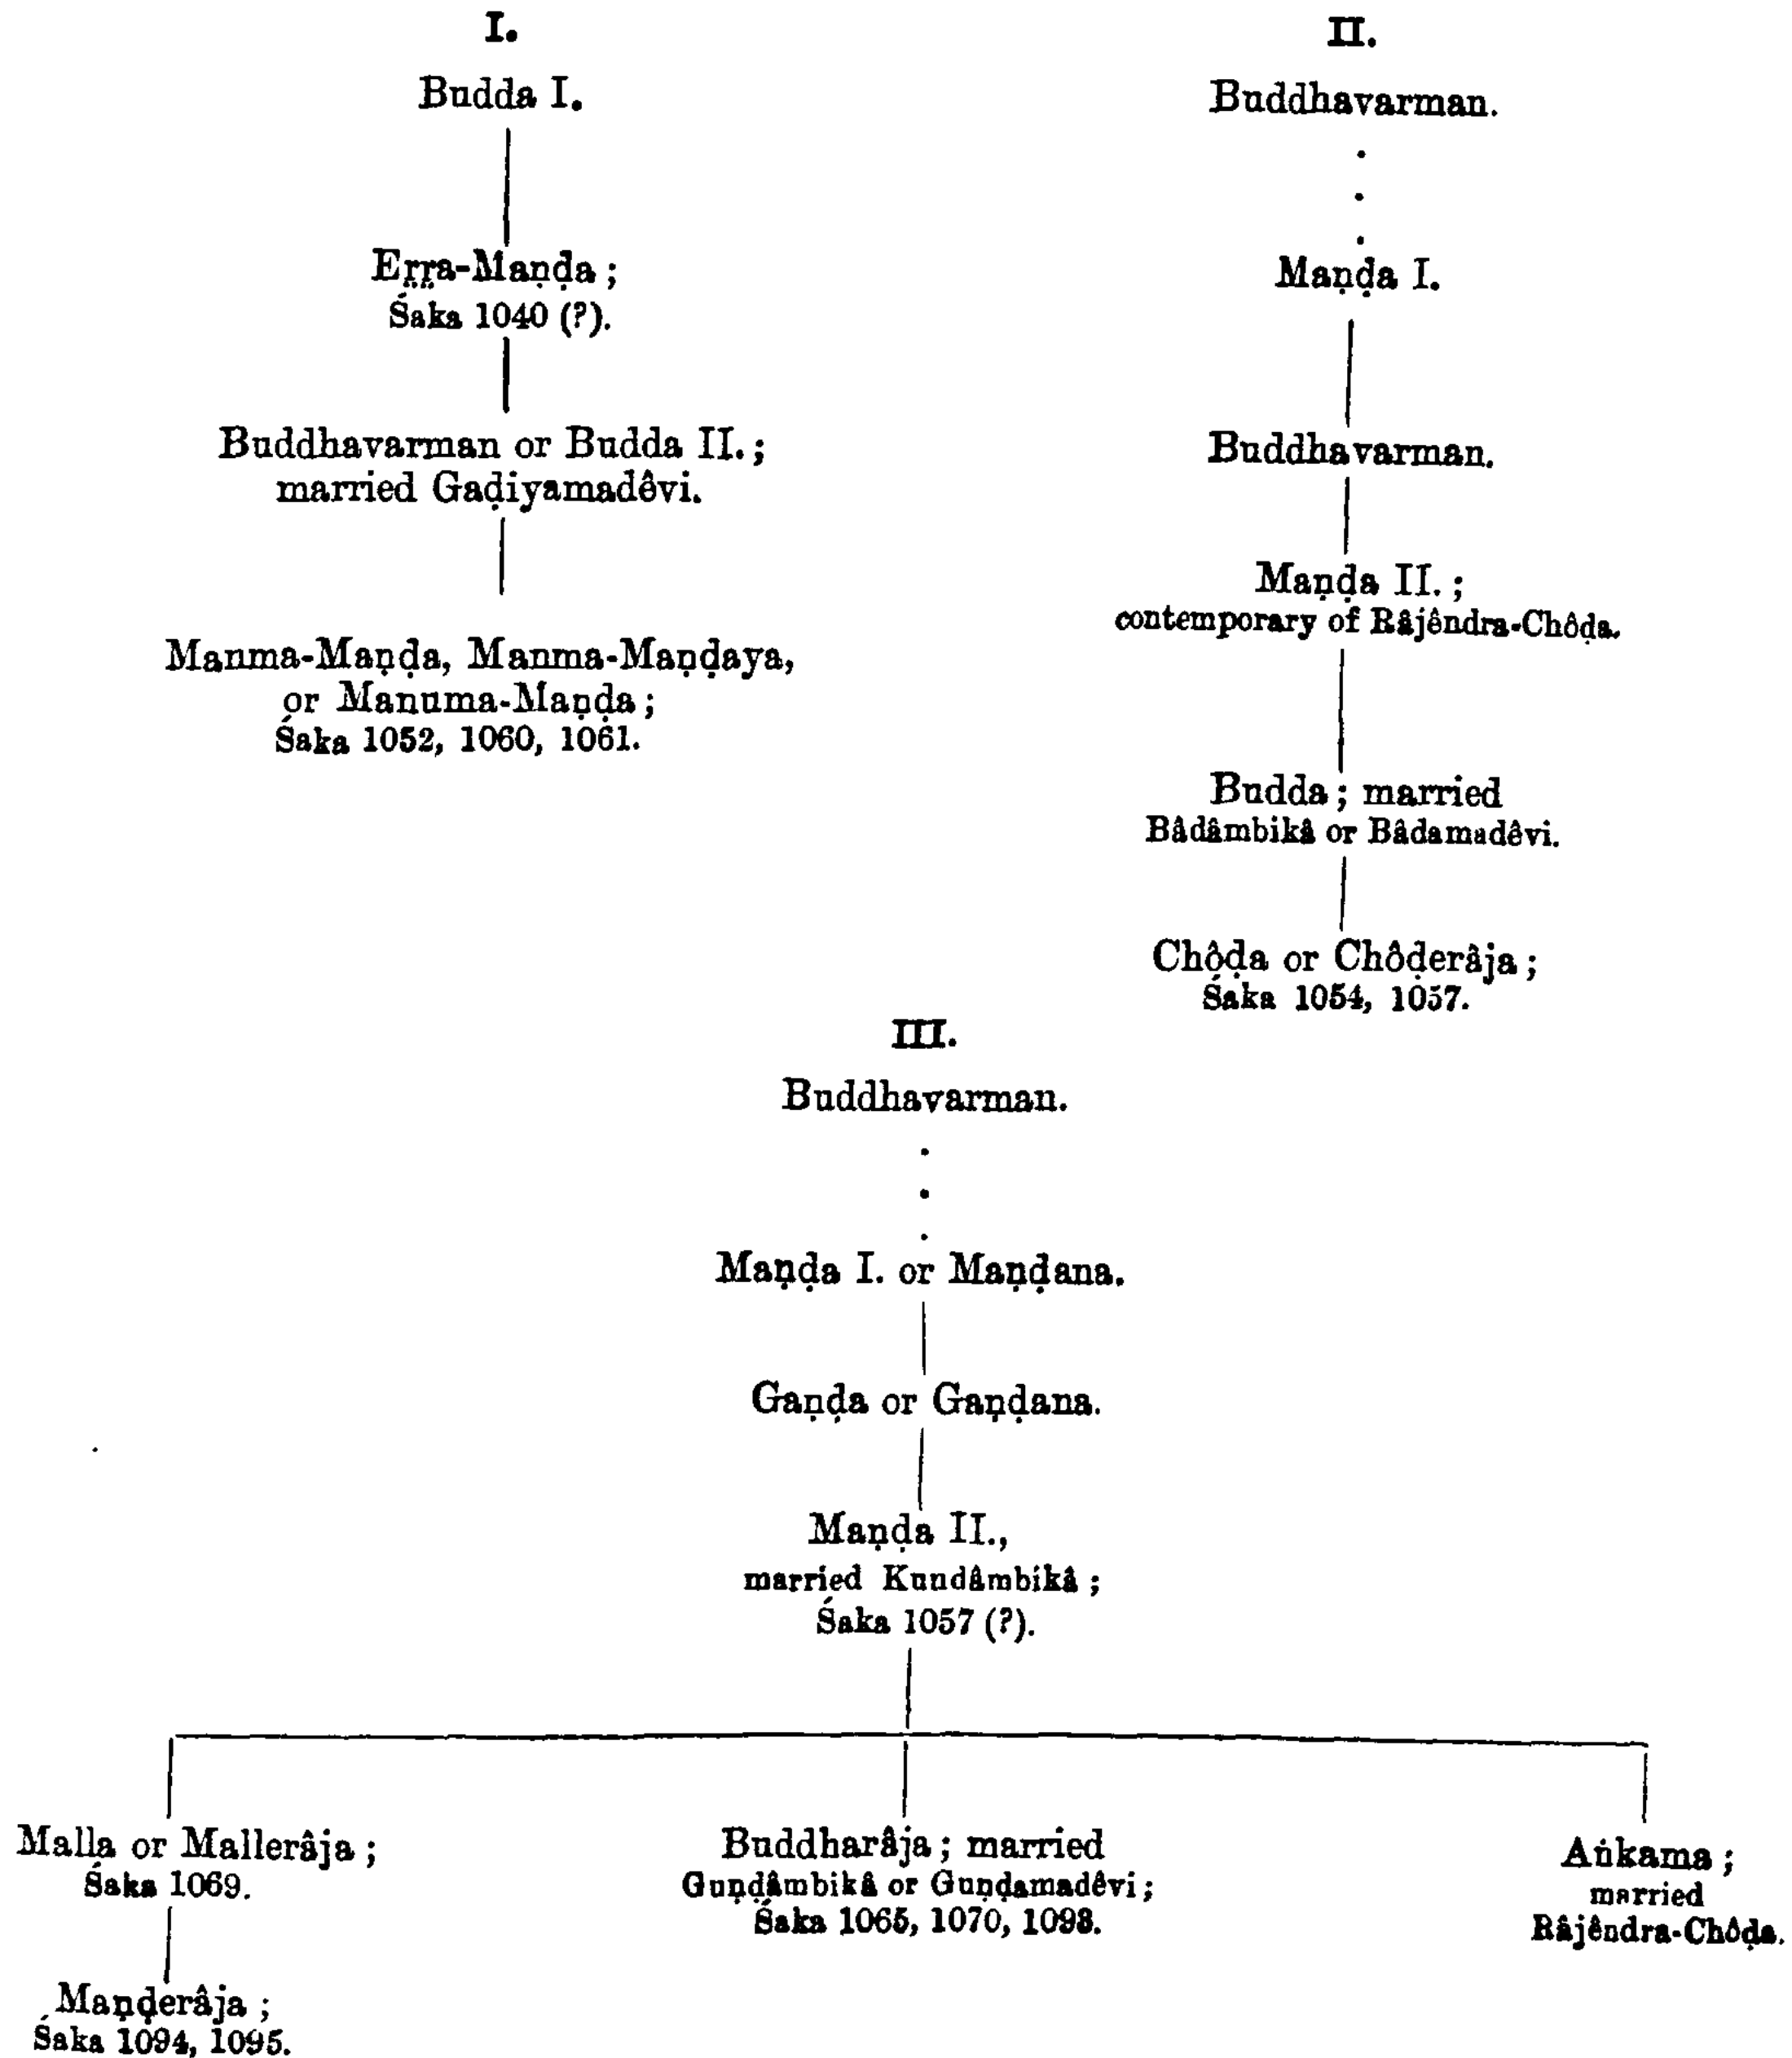 I.
Budda I.
Eṟṟa-Maṇḍa ;
Śaka 1040 (?).
Buddhavarman or Budda II. ;
married Gaḍiyamadêvi.
Manma-Maṇḍa, Manma-Maṇḍaya,
or Manuma-Maṇḍa ;
Śaka 1052, 1060, 1061.
II.
Buddhavarman.
Maṇḍa I.
Buddhavarman.
Maṇḍa II. ;
contemporary of Râjêndra-Chôḍa.
Budda ; married
Bâdâmbikâ or Bâdamadêvi.
Chôḍa or Chôḍerâja ;
Śaka 1054, 1057.
III.
Buddhavarman.
Maṇḍa I. or Maṇḍana.
Gaṇḍa or Gaṇḍana.
Maṇḍa II.,
married Kundâmbikâ ;
Śaka 1057 (?).
Malla or Mallerâja ;
Śaka 1069.
Maṇḍerâja ;
Śaka 1094, 1095.
Buddharâja ; married
Guṇḍâmbikâ or Guṇḍamadêvi ;
Śaka 1065, 1070, 1093.
Aṅkama ;
married
Râjêndra-Chôḍa.